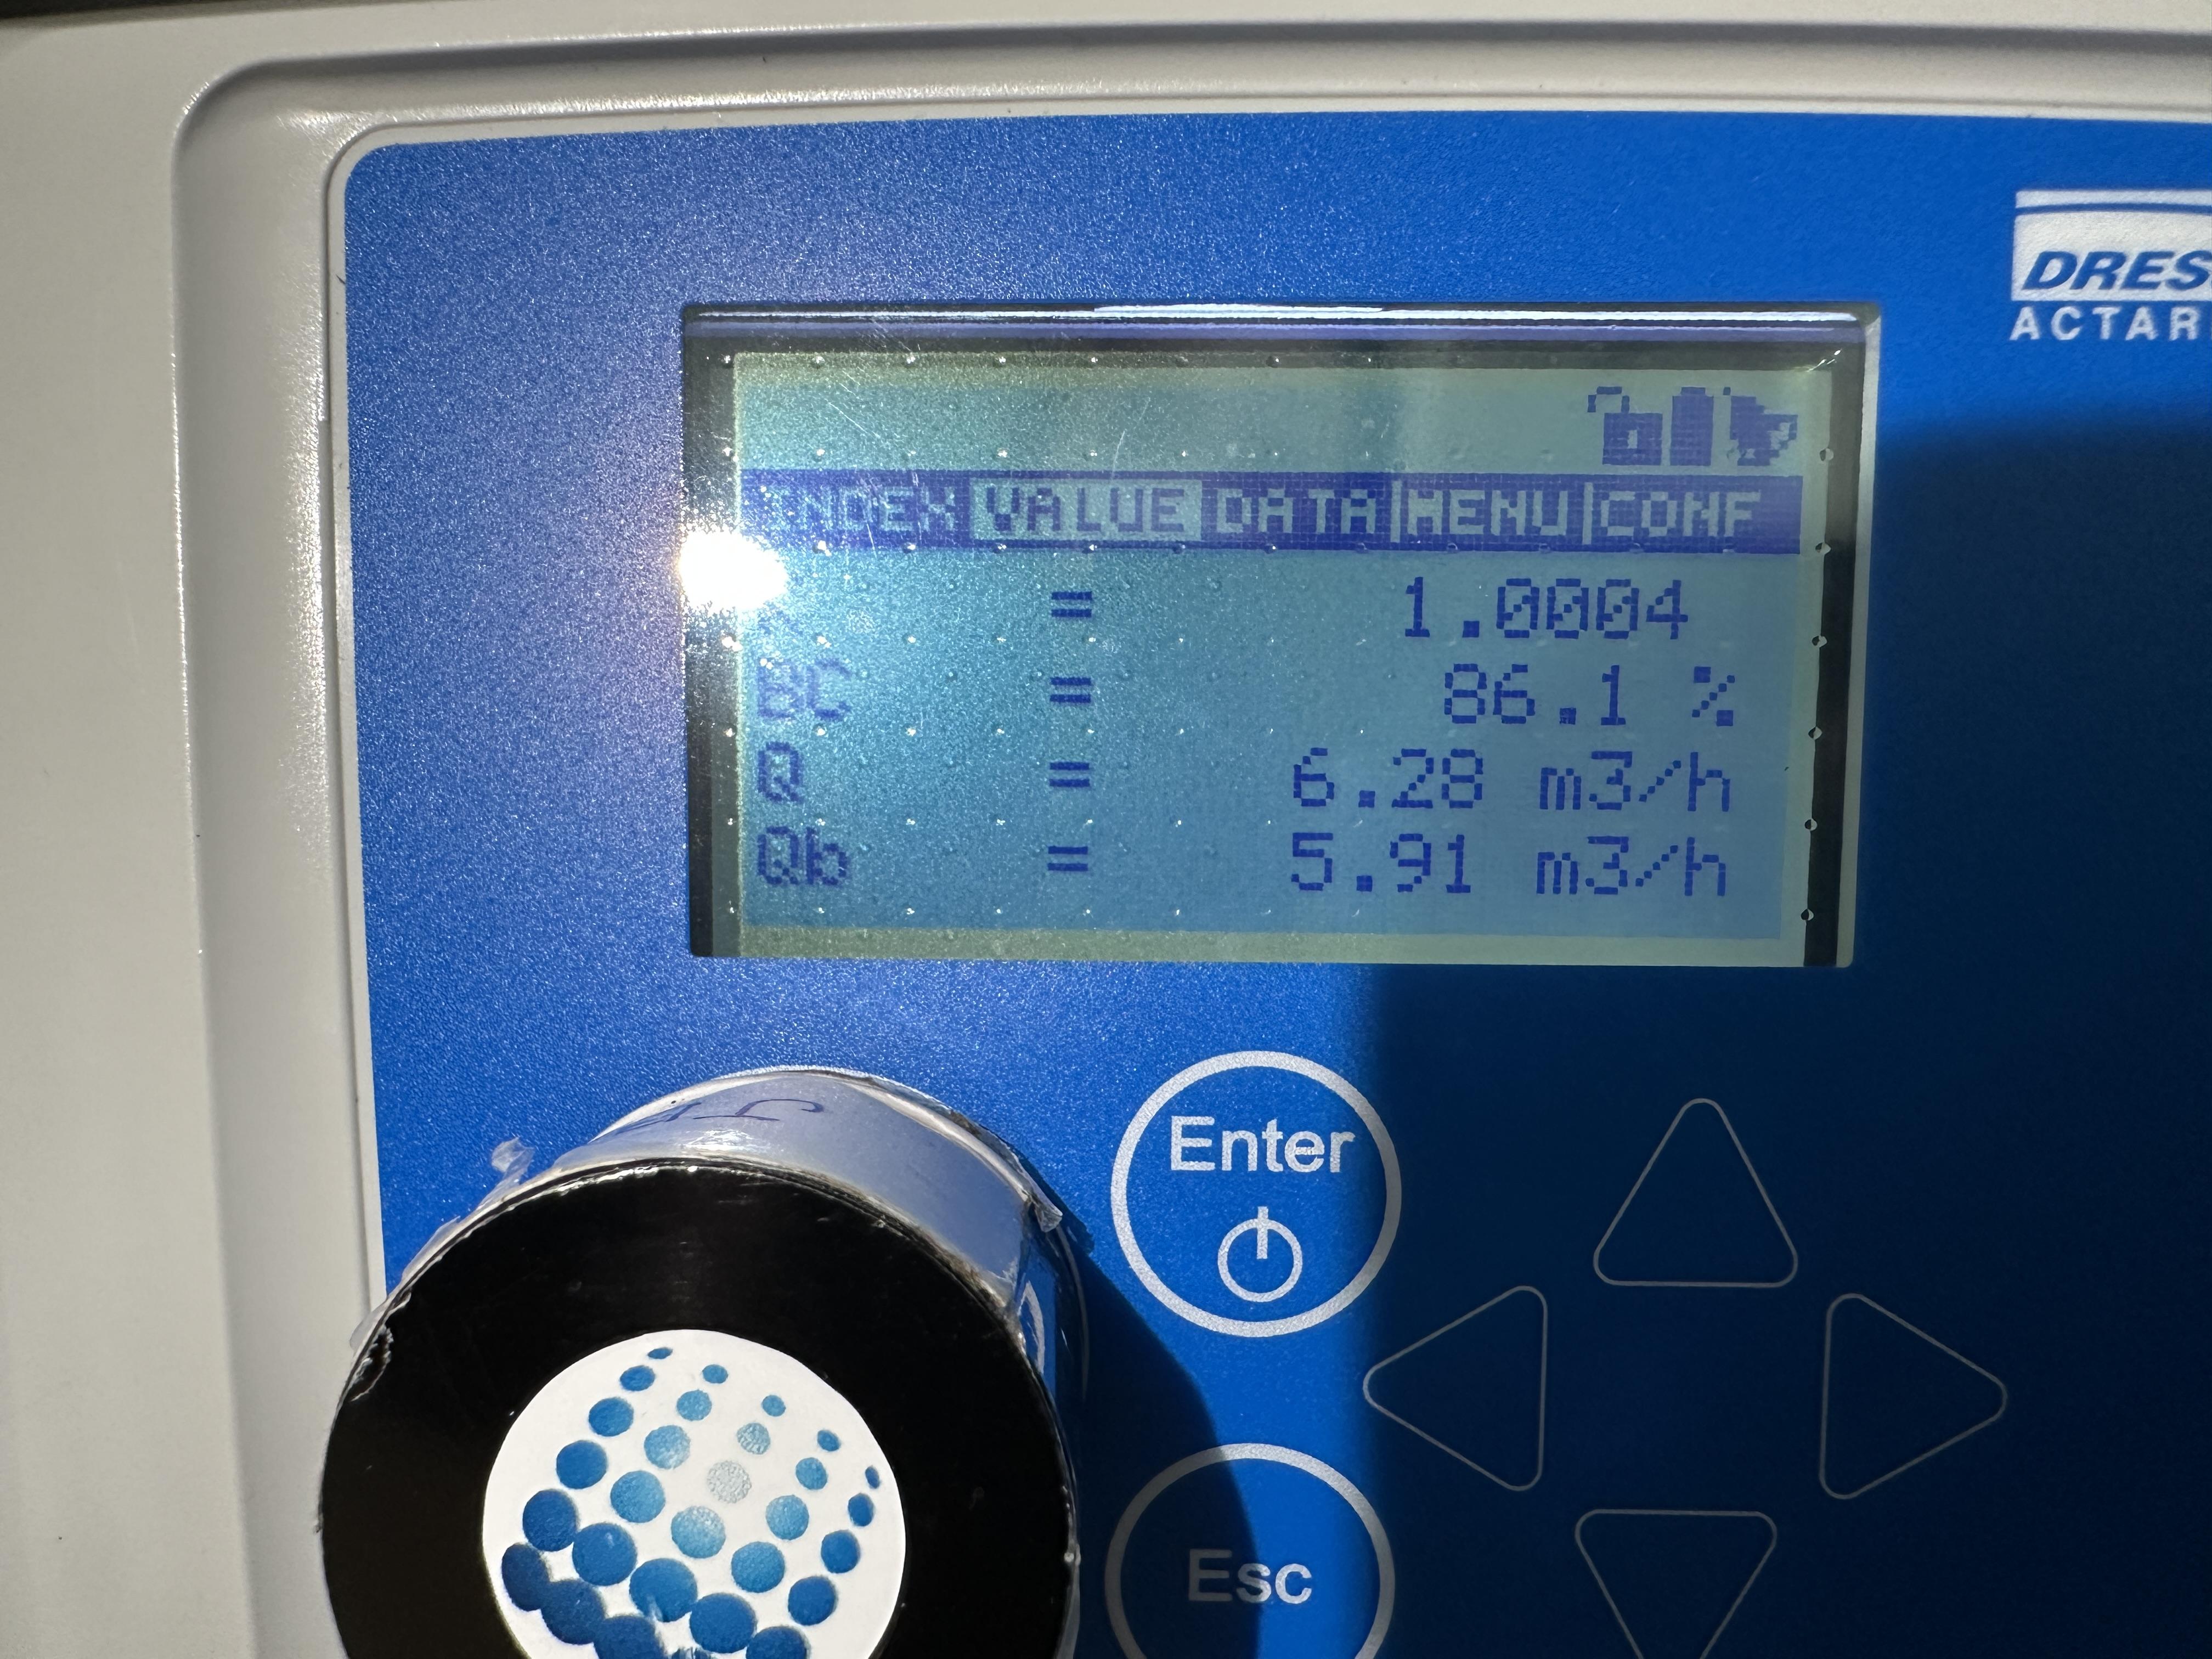 DRES
ACTAR
INDEX VALUE DATA|MENU|CONF
= 1.0004
BC = 86.1 %
Q = 6.28 m3/h
Qb = 5.91 m3/h
Enter
Esc